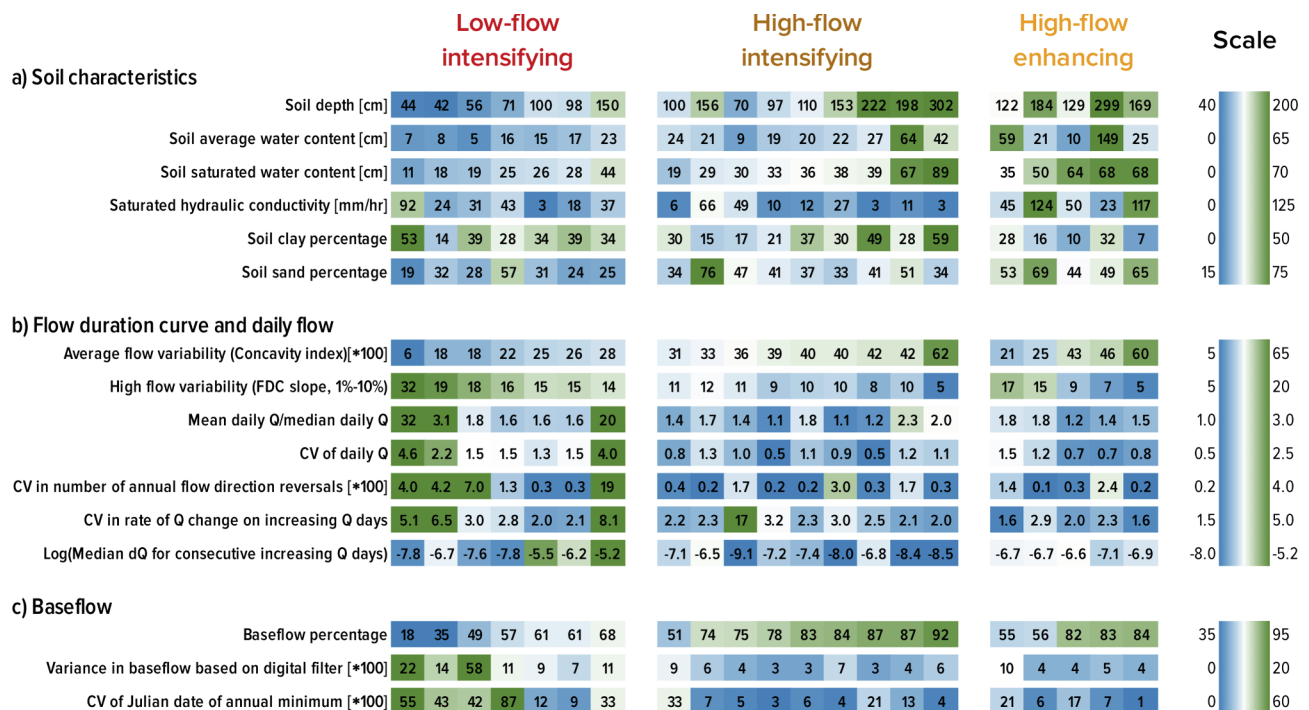 Low-flow intensifying
High-flow intensifying
High-flow enhancing
Scale
a) Soil characteristics
Soil depth [cm] 44 42 56 71 100 98 150 100 156 70 97 110 153 222 198 302 122 184 129 299 169 40 200
Soil average water content [cm] 7 8 5 16 15 17 23 24 21 9 19 20 22 27 64 42 59 21 10 149 25 0 65
Soil saturated water content [cm] 11 18 19 25 26 28 44 19 29 30 33 36 38 39 67 89 35 50 64 68 68 0 70
Saturated hydraulic conductivity [mm/hr] 92 24 31 43 3 18 37 6 66 49 10 12 27 3 11 3 45 124 50 23 117 0 125
Soil clay percentage 53 14 39 28 34 39 34 30 15 17 21 37 30 49 28 59 28 16 10 32 7 0 50
Soil sand percentage 19 32 28 57 31 24 25 34 76 47 41 37 33 41 51 34 53 69 44 49 65 15 75
b) Flow duration curve and daily flow
Average flow variability (Concavity index)[*100] 6 18 18 22 25 26 28 31 33 36 39 40 40 42 42 62 21 25 43 46 60 5 65
High flow variability (FDC slope, 1%-10%) 32 19 18 16 15 15 14 11 12 11 9 10 10 8 10 5 17 15 9 7 5 5 20
Mean daily Q/median daily Q 32 3.1 1.8 1.6 1.6 1.6 20 1.4 1.7 1.4 1.1 1.8 1.1 1.2 2.3 2.0 1.8 1.8 1.2 1.4 1.5 1.0 3.0
CV of daily Q 4.6 2.2 1.5 1.5 1.3 1.5 4.0 0.8 1.3 1.0 0.5 1.1 0.9 0.5 1.2 1.1 1.5 1.2 0.7 0.7 0.8 0.5 2.5
CV in number of annual flow direction reversals [*100] 4.0 4.2 7.0 1.3 0.3 0.3 19 0.4 0.2 1.7 0.2 0.2 3.0 0.3 1.7 0.3 1.4 0.1 0.3 2.4 0.2 0.2 4.0
CV in rate of Q change on increasing Q days 5.1 6.5 3.0 2.8 2.0 2.1 8.1 2.2 2.3 17 3.2 2.3 3.0 2.5 2.1 2.0 1.6 2.9 2.0 2.3 1.6 1.5 5.0
Log(Median dQ for consecutive increasing Q days) -7.8 -6.7 -7.6 -7.8 -5.5 -6.2 -5.2 -7.1 -6.5 -9.1 -7.2 -7.4 -8.0 -6.8 -8.4 -8.5 -6.7 -6.7 -6.6 -7.1 -6.9 -8.0 -5.2
c) Baseflow
Baseflow percentage 18 35 49 57 61 61 68 51 74 75 78 83 84 87 87 92 55 56 82 83 84 35 95
Variance in baseflow based on digital filter [*100] 22 14 58 11 9 7 11 9 6 4 3 3 7 3 4 6 10 4 4 5 4 0 20
CV of Julian date of annual minimum [*100] 55 43 42 87 12 9 33 33 7 5 3 6 4 21 13 4 21 6 17 7 1 0 60